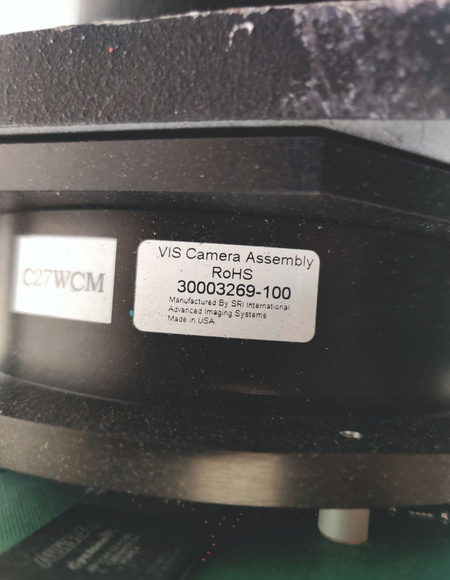 C27WCM
VIS Camera Assembly
RoHS
30003269-100
Manufactured By SRI International
Advanced Imaging Systems
Made in USA